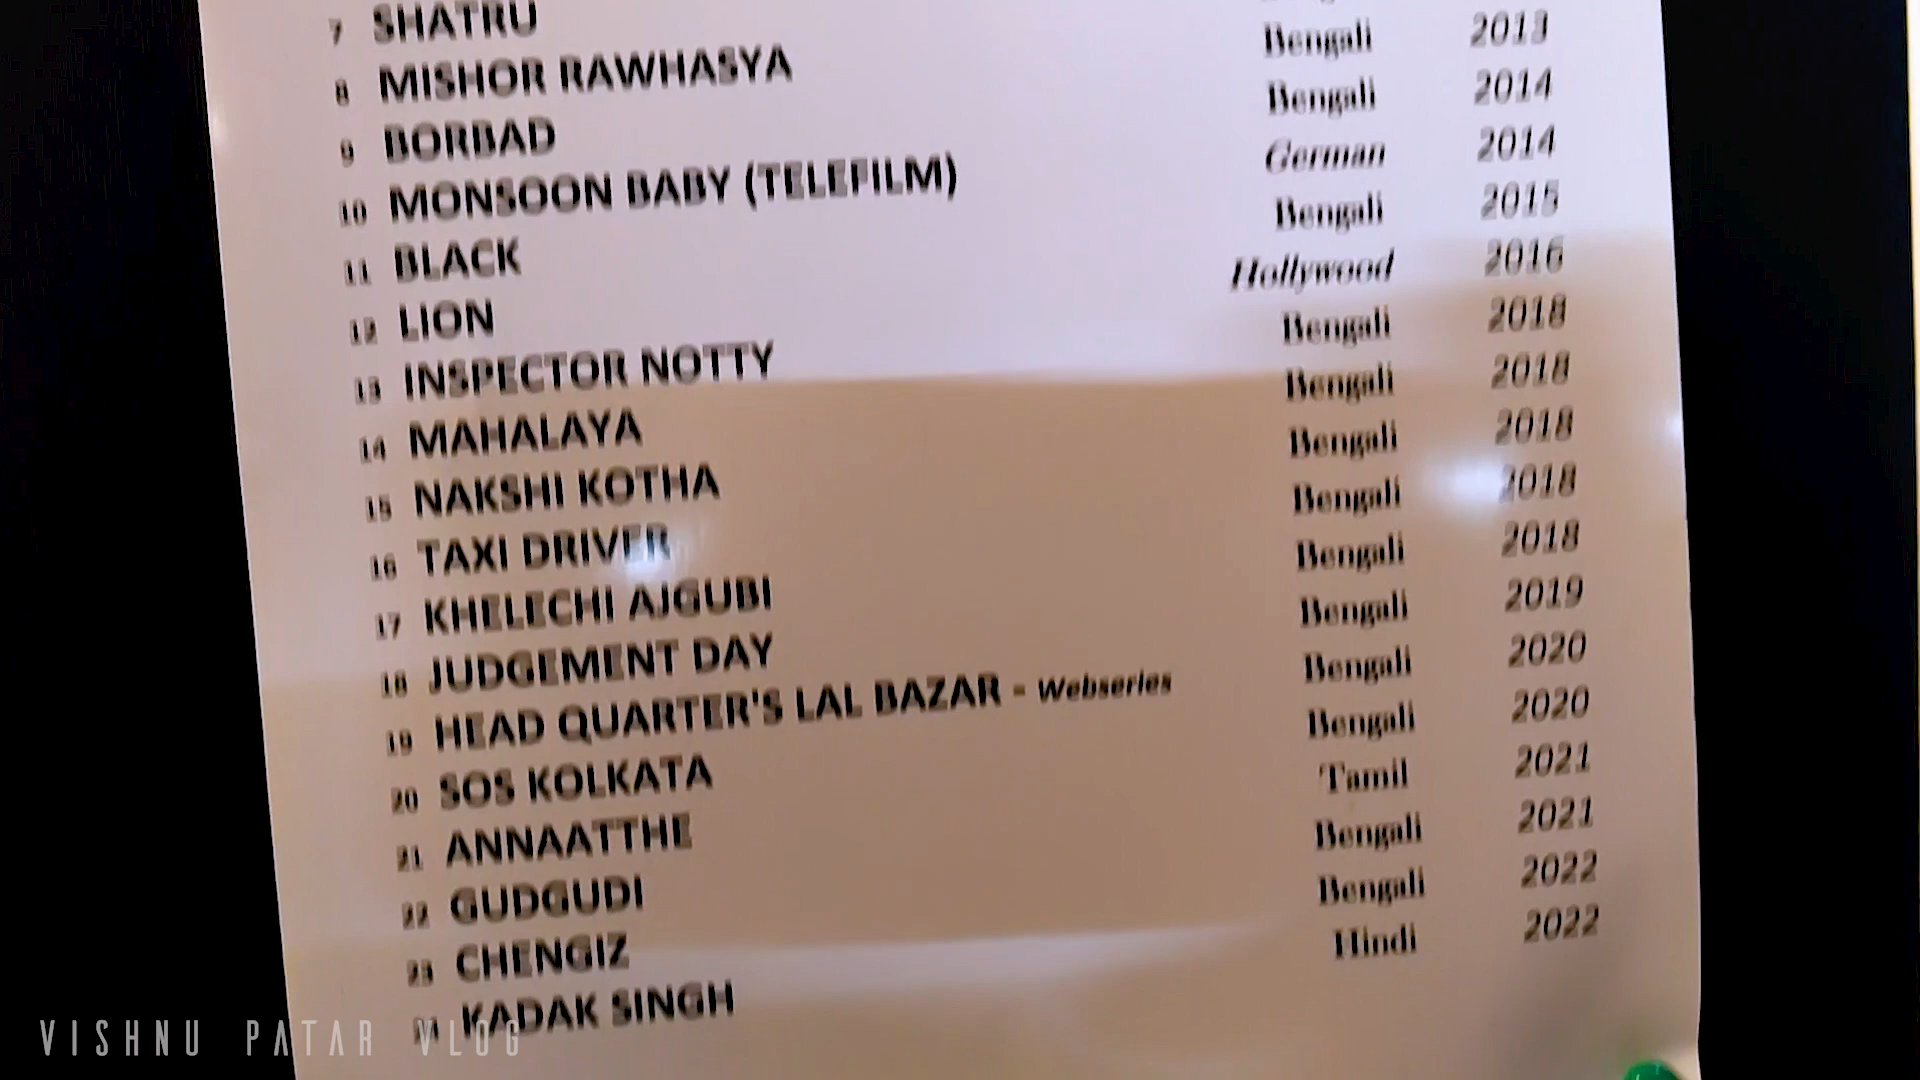 7 SHATRU
8 MISHOR RAWHASYA Bengali 2013
9 BORBAD Bengali 2014
10 MONSOON BABY (TELEFILM) German 2014
11 BLACK Bengali 2015
12 LION Hollywood 2016
13 INSPECTOR NOTTY Bengali 2018
14 MAHALAYA Bengali 2018
15 NAKSHI KOTHA Bengali 2018
16 TAXI DRIVER Bengali 2018
17 KHELECHI AJGUBI Bengali 2018
18 JUDGEMENT DAY Bengali 2019
19 HEAD QUARTER'S LAL BAZAR - Webseries Bengali 2020
20 SOS KOLKATA Bengali 2020
21 ANNAATTHE Tamil 2021
22 GUDGUDI Bengali 2021
23 CHENGIZ Bengali 2022
24 KADAK SINGH Hindi 2022
VISHNU PATAR VLOG